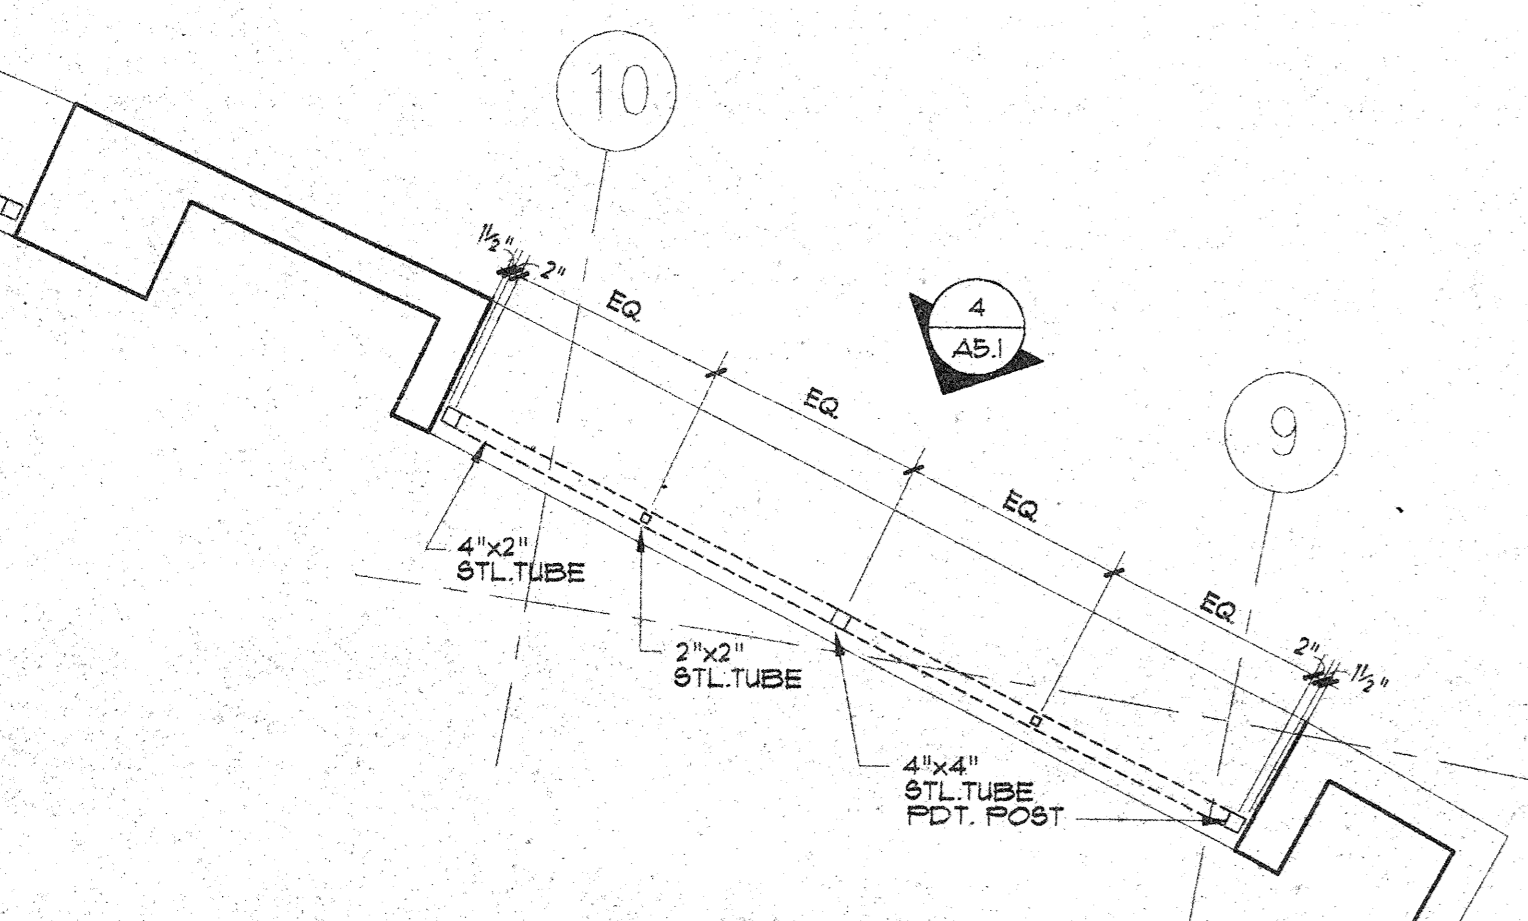 10
1½"
2"
EQ.
4
A5.1
EQ.
9
EQ.
4"x2"
STL.TUBE
EQ.
2"x2"
STL.TUBE
2"
1½"
4"x4"
STL.TUBE
PDT. POST